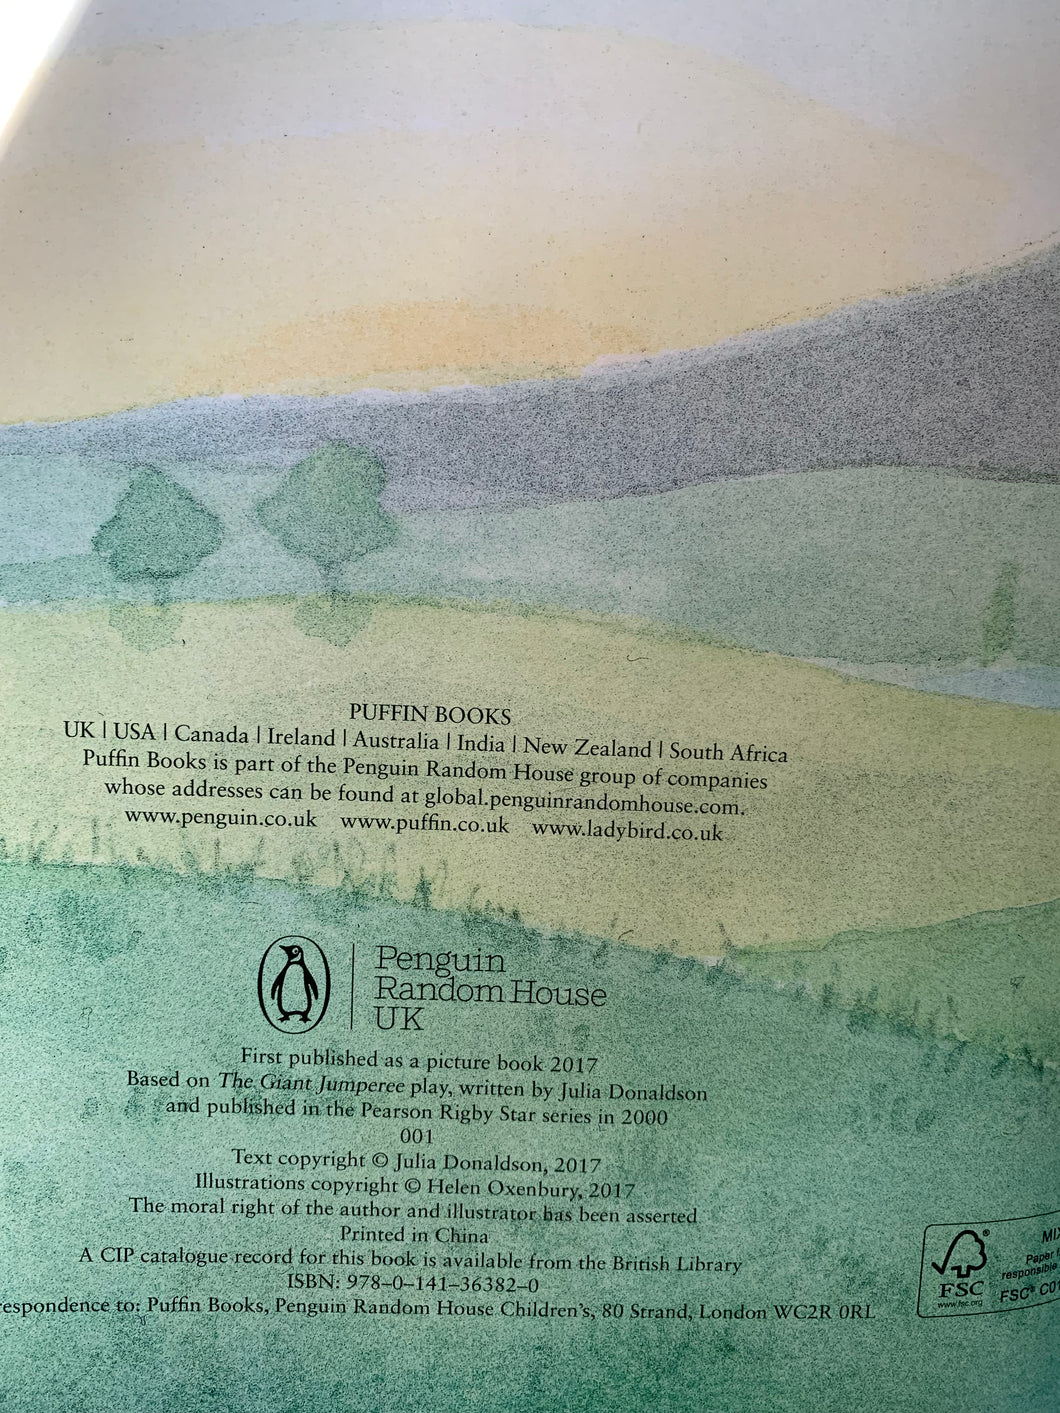 PUFFIN BOOKS
UK | USA | Canada | Ireland | Australia | India | New Zealand | South Africa
Puffin Books is part of the Penguin Random House group of companies
whose addresses can be found at global.penguinrandomhouse.com.
www.penguin.co.uk www.puffin.co.uk www.ladybird.co.uk
Penguin
Random House
UK
First published as a picture book 2017
Based on The Giant Jumperee play, written by Julia Donaldson
and published in the Pearson Rigby Star series in 2000
001
Text copyright © Julia Donaldson, 2017
Illustrations copyright © Helen Oxenbury, 2017
The moral right of the author and illustrator has been asserted
Printed in China
A CIP catalogue record for this book is available from the British Library
ISBN: 978–0–141–36382–0
to: Puffin Books, Penguin Random House Children's, 80 Strand, London WC2R 0RL
FSC
www.fsc.org
Paper
responsible
FSC®